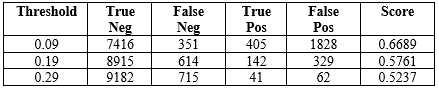 Threshold True Neg False Neg True Pos False Pos Score
0.09 7416 351 405 1828 0.6689
0.19 8915 614 142 329 0.5761
0.29 9182 715 41 62 0.5237